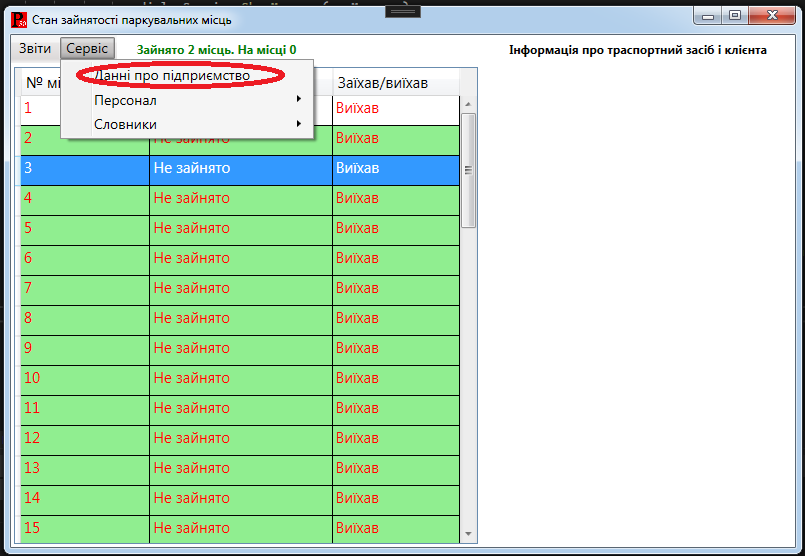 Стан зайнятості паркувальних місць
Звіти Сервіс Зайнято 2 місць. На місці 0 Інформація про траспортний засіб і клієнта
Данні про підприємство
Персонал
Словники
№ мі Заїхав/виїхав
1 Виїхав
2 Не зайнято Виїхав
3 Не зайнято Виїхав
4 Не зайнято Виїхав
5 Не зайнято Виїхав
6 Не зайнято Виїхав
7 Не зайнято Виїхав
8 Не зайнято Виїхав
9 Не зайнято Виїхав
10 Не зайнято Виїхав
11 Не зайнято Виїхав
12 Не зайнято Виїхав
13 Не зайнято Виїхав
14 Не зайнято Виїхав
15 Не зайнято Виїхав